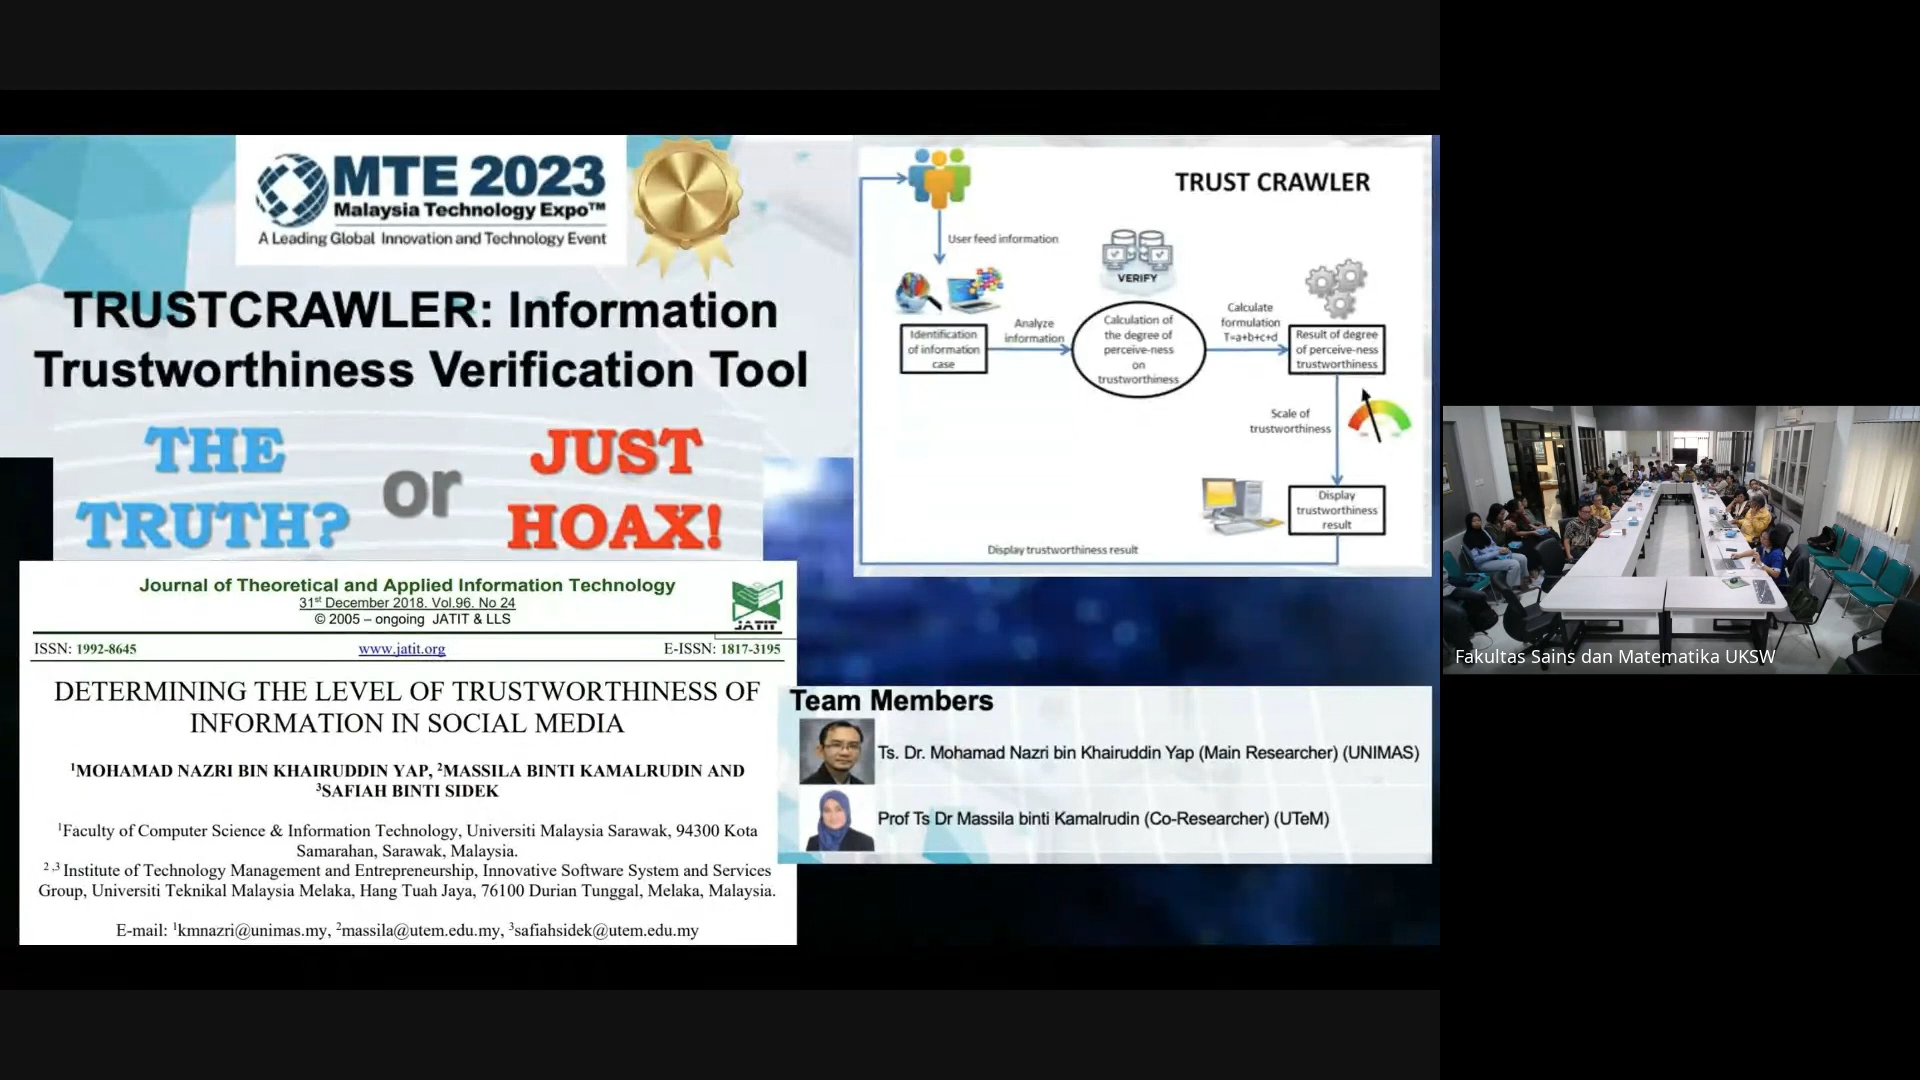 MTE 2023
Malaysia Technology Expo™
A Leading Global Innovation and Technology Event
TRUSTCRAWLER: Information
Trustworthiness Verification Tool
THE
TRUTH?
or
JUST
HOAX!
Journal of Theoretical and Applied Information Technology
31st December 2018. Vol.96. No 24
© 2005 – ongoing JATIT & LLS
JATIT
ISSN: 1992-8645
www.jatit.org
E-ISSN: 1817-3195
DETERMINING THE LEVEL OF TRUSTWORTHINESS OF
INFORMATION IN SOCIAL MEDIA
1MOHAMAD NAZRI BIN KHAIRUDDIN YAP, 2MASSILA BINTI KAMALRUDIN AND
3SAFIAH BINTI SIDEK
1Faculty of Computer Science & Information Technology, Universiti Malaysia Sarawak, 94300 Kota
Samarahan, Sarawak, Malaysia.
2,3 Institute of Technology Management and Entrepreneurship, Innovative Software System and Services
Group, Universiti Teknikal Malaysia Melaka, Hang Tuah Jaya, 76100 Durian Tunggal, Melaka, Malaysia.
E-mail: 1kmnazri@unimas.my, 2massila@utem.edu.my, 3safiahsidek@utem.edu.my
TRUST CRAWLER
User feed information
VERIFY
Identification
of information
case
Analyze
information
Calculation of
the degree of
perceive-ness
on
trustworthiness
Calculate
formulation
T=a+b+c+d
Result of degree
of perceive-ness
trustworthiness
Scale of
trustworthiness
Display
trustworthiness
result
Display trustworthiness result
Team Members
Ts. Dr. Mohamad Nazri bin Khairuddin Yap (Main Researcher) (UNIMAS)
Prof Ts Dr Massila binti Kamalrudin (Co-Researcher) (UTeM)
Fakultas Sains dan Matematika UKSW